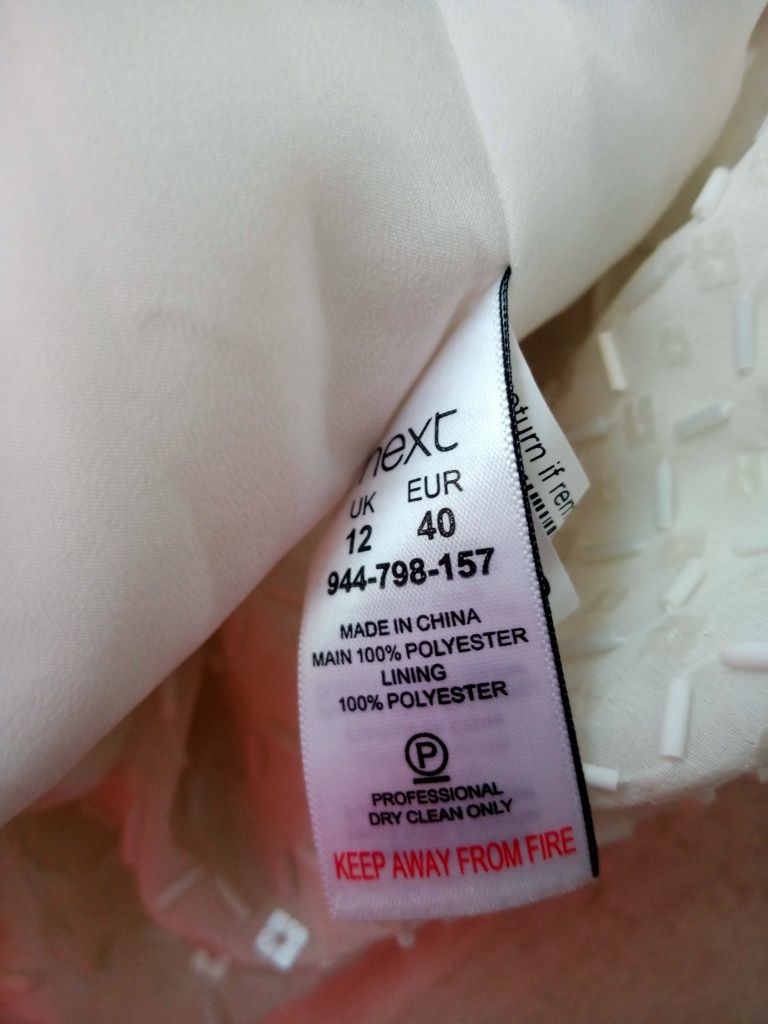 next
UK EUR
12 40
944-798-157
MADE IN CHINA
MAIN 100% POLYESTER
LINING
100% POLYESTER
P
PROFESSIONAL
DRY CLEAN ONLY
KEEP AWAY FROM FIRE
if